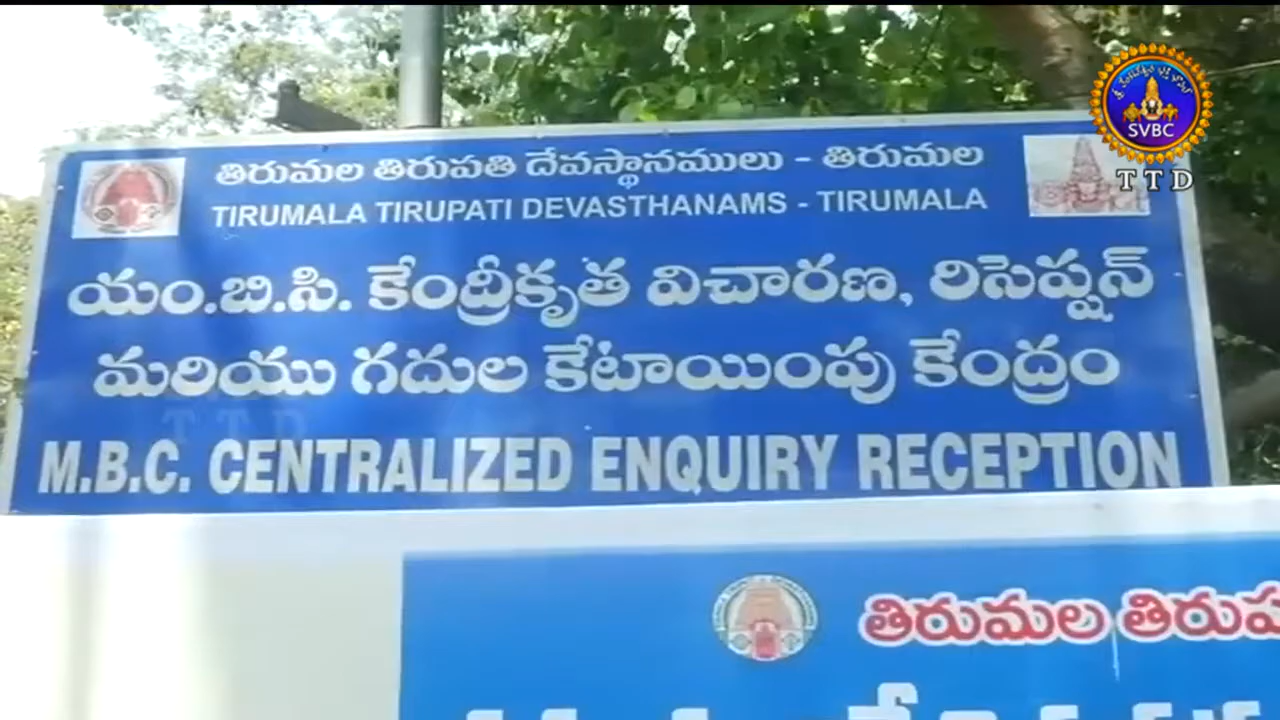 తిరుమల తిరుపతి దేవస్థానములు - తిరుమల
TIRUMALA TIRUPATI DEVASTHANAMS - TIRUMALA
యం.బి.సి. కేంద్రీకృత విచారణ, రిసెప్షన్
మరియు గదుల కేటాయింపు కేంద్రం
M.B.C. CENTRALIZED ENQUIRY RECEPTION
SVBC
TTD
తిరుమల